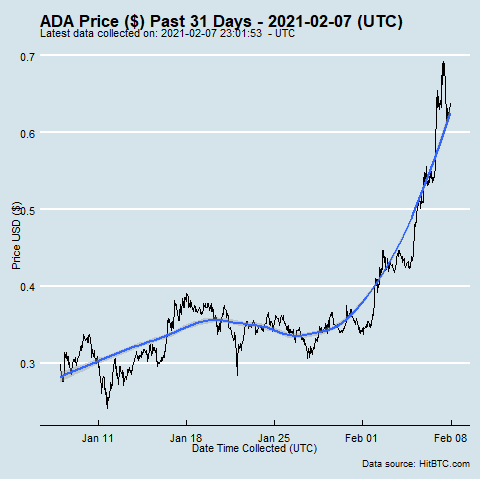 ADA Price ($) Past 31 Days - 2021-02-07 (UTC)
Latest data collected on: 2021-02-07 23:01:53 - UTC
0.7
0.6
0.5
0.4
0.3
Price USD ($)
Jan 11
Jan 18
Jan 25
Feb 01
Feb 08
Date Time Collected (UTC)
Data source: HitBTC.com